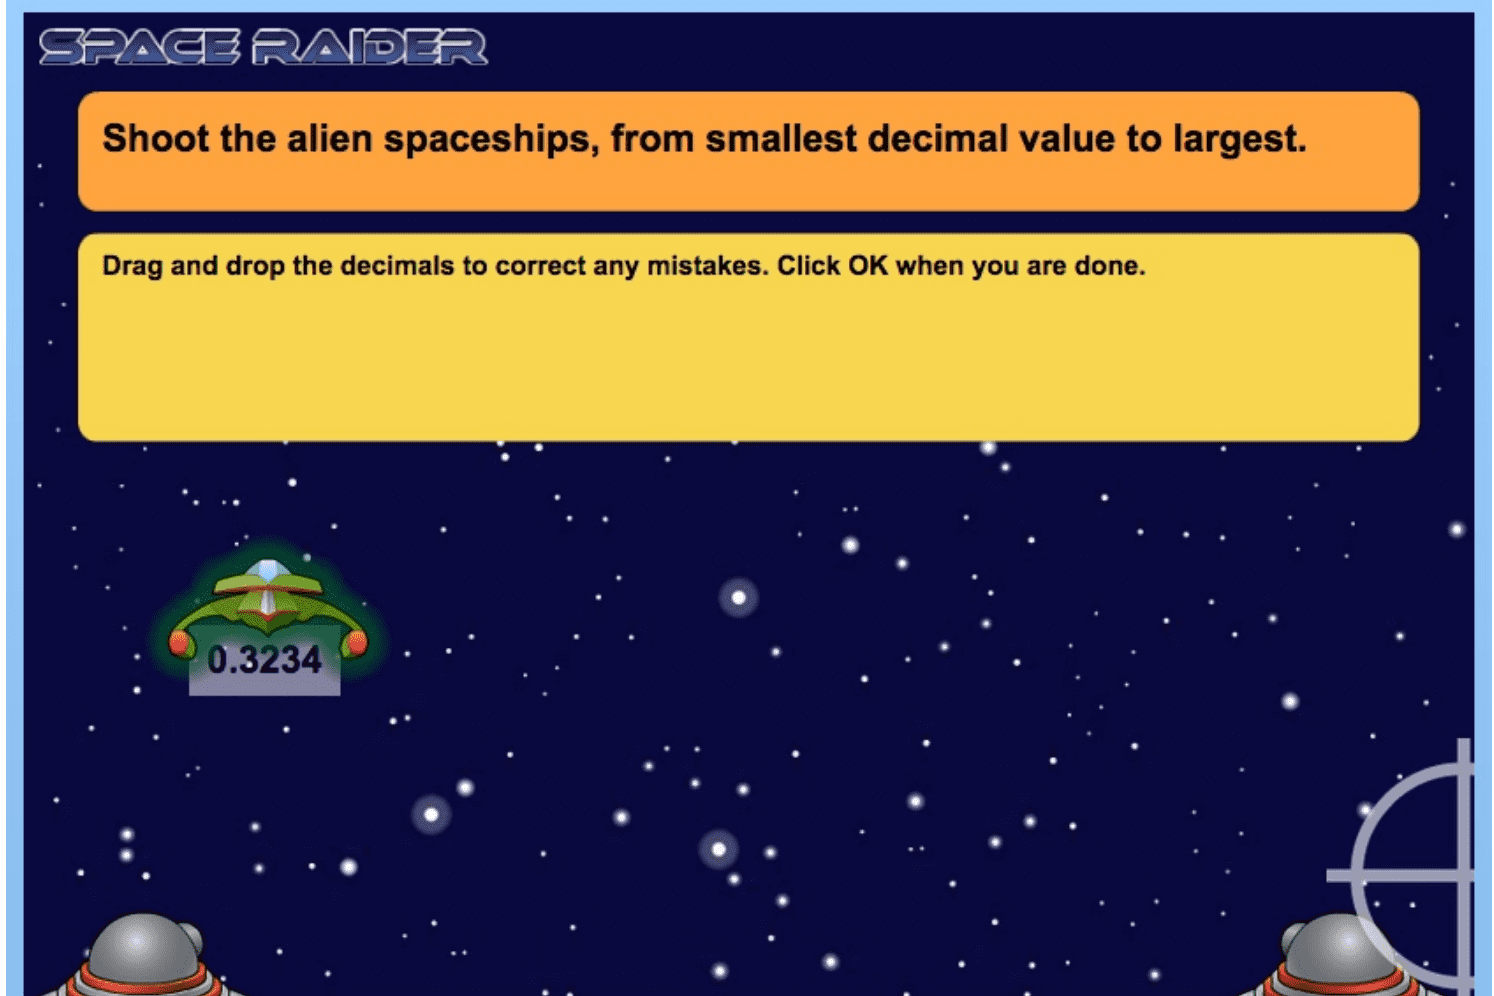 SPACE RAIDER
Shoot the alien spaceships, from smallest decimal value to largest.
Drag and drop the decimals to correct any mistakes. Click OK when you are done.
0.3234